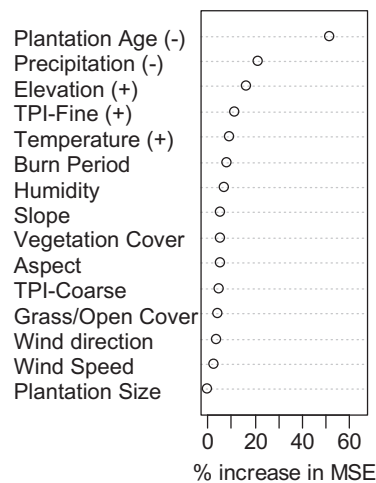 Plantation Age (-)
Precipitation (-)
Elevation (+)
TPI-Fine (+)
Temperature (+)
Burn Period
Humidity
Slope
Vegetation Cover
Aspect
TPI-Coarse
Grass/Open Cover
Wind direction
Wind Speed
Plantation Size
0 20 40 60
% increase in MSE